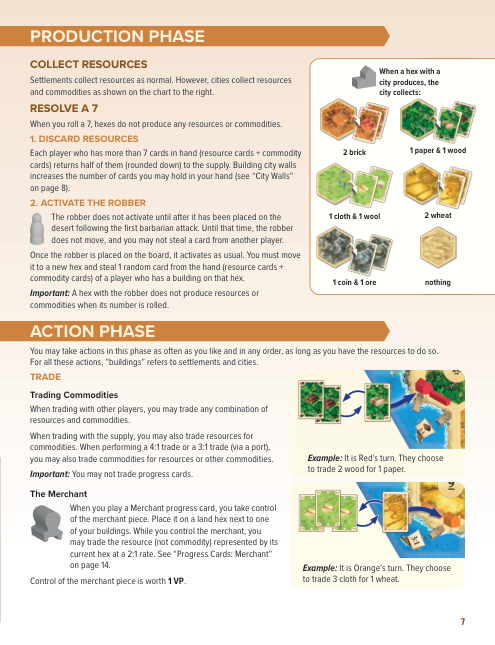 PRODUCTION PHASE
COLLECT RESOURCES
Settlements collect resources as normal. However, cities collect resources
and commodities as shown on the chart to the right.
RESOLVE A 7
When you roll a 7, hexes do not produce any resources or commodities.
1. DISCARD RESOURCES
Each player who has more than 7 cards in hand (resource cards + commodity
cards) returns half of them (rounded down) to the supply. Building city walls
increases the number of cards you may hold in your hand (see “City Walls”
on page 8).
2. ACTIVATE THE ROBBER
The robber does not activate until after it has been placed on the
desert following the first barbarian attack. Until that time, the robber
does not move, and you may not steal a card from another player.
Once the robber is placed on the board, it activates as usual. You must move
it to a new hex and steal 1 random card from the hand (resource cards +
commodity cards) of a player who has a building on that hex.
Important: A hex with the robber does not produce resources or
commodities when its number is rolled.
When a hex with a
city produces, the
city collects:
2 brick
1 paper & 1 wood
1 cloth & 1 wool
2 wheat
1 coin & 1 ore
nothing
ACTION PHASE
You may take actions in this phase as often as you like and in any order, as long as you have the resources to do so.
For all these actions, “buildings” refers to settlements and cities.
TRADE
Trading Commodities
When trading with other players, you may trade any combination of
resources and commodities.
When trading with the supply, you may also trade resources for
commodities. When performing a 4:1 trade or a 3:1 trade (via a port),
you may also trade commodities for resources or other commodities.
Important: You may not trade progress cards.
The Merchant
When you play a Merchant progress card, you take control
of the merchant piece. Place it on a land hex next to one
of your buildings. While you control the merchant, you
may trade the resource (not commodity) represented by its
current hex at a 2:1 rate. See “Progress Cards: Merchant”
on page 14.
Control of the merchant piece is worth 1 VP.
Example: It is Red’s turn. They choose
to trade 2 wood for 1 paper.
9
Example: It is Orange’s turn. They choose
to trade 3 cloth for 1 wheat.
7